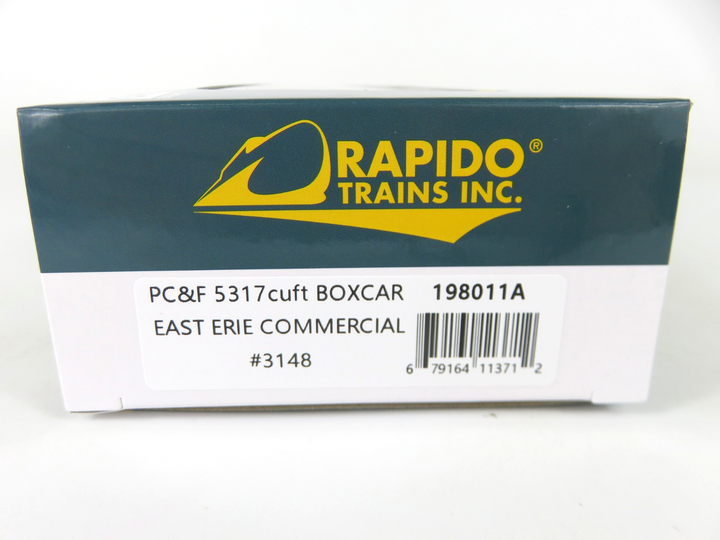 RAPIDO®
TRAINS INC.
PC&F 5317cuft BOXCAR 198011A
EAST ERIE COMMERCIAL
#3148
6 79164 11371 2